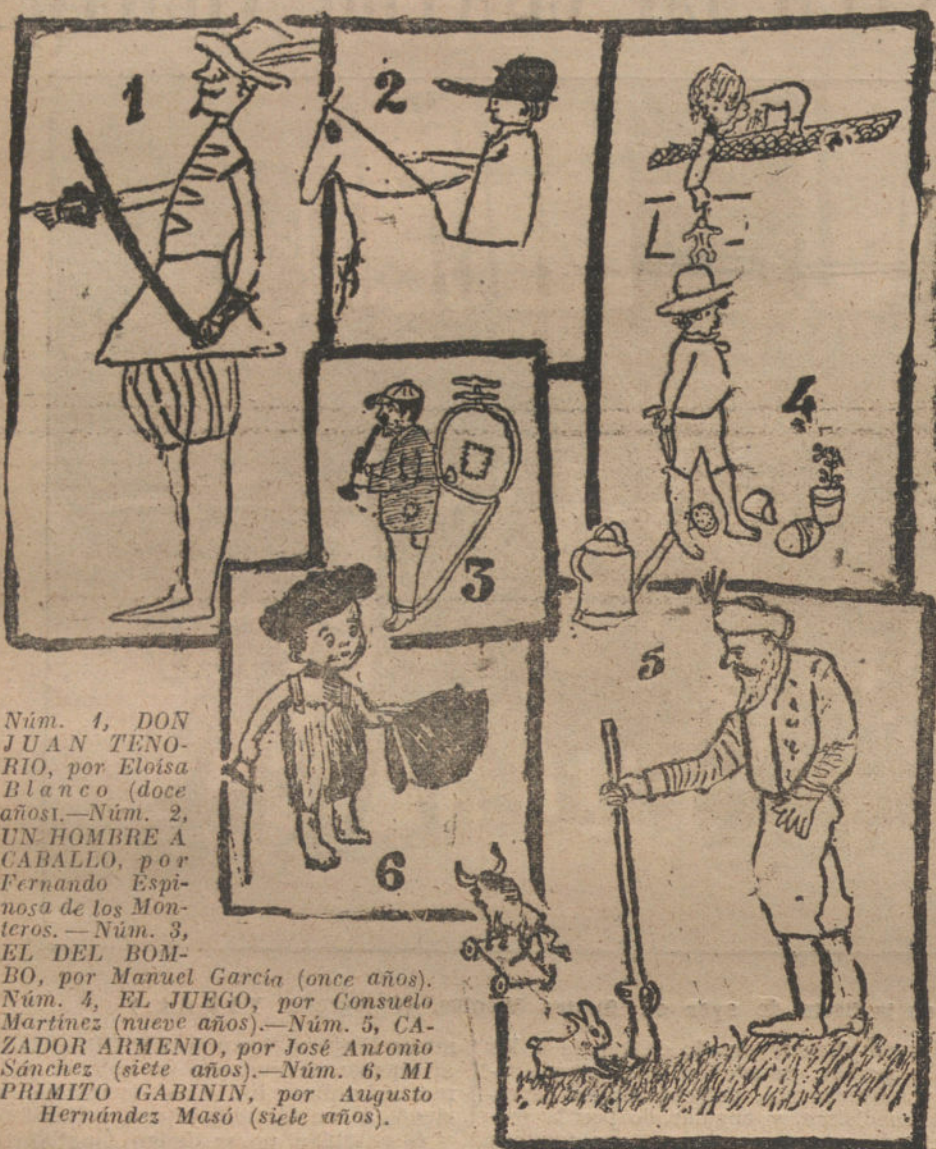 1
2
3
4
5
6
Núm. 1, DON
JUAN TENO-
RIO, por Eloísa
Blanco (doce
años).—Núm. 2,
UN HOMBRE A
CABALLO, por
Fernando Espi-
nosa de los Mon-
teros.—Núm. 3,
EL DEL BOM-
BO, por Manuel García (once años).
Núm. 4, EL JUEGO, por Consuelo
Martínez (nueve años).—Núm. 5, CA-
ZADOR ARMENIO, por José Antonio
Sánchez (siete años).—Núm. 6, MI
PRIMITO GABININ, por Augusto
Hernández Masó (siete años).